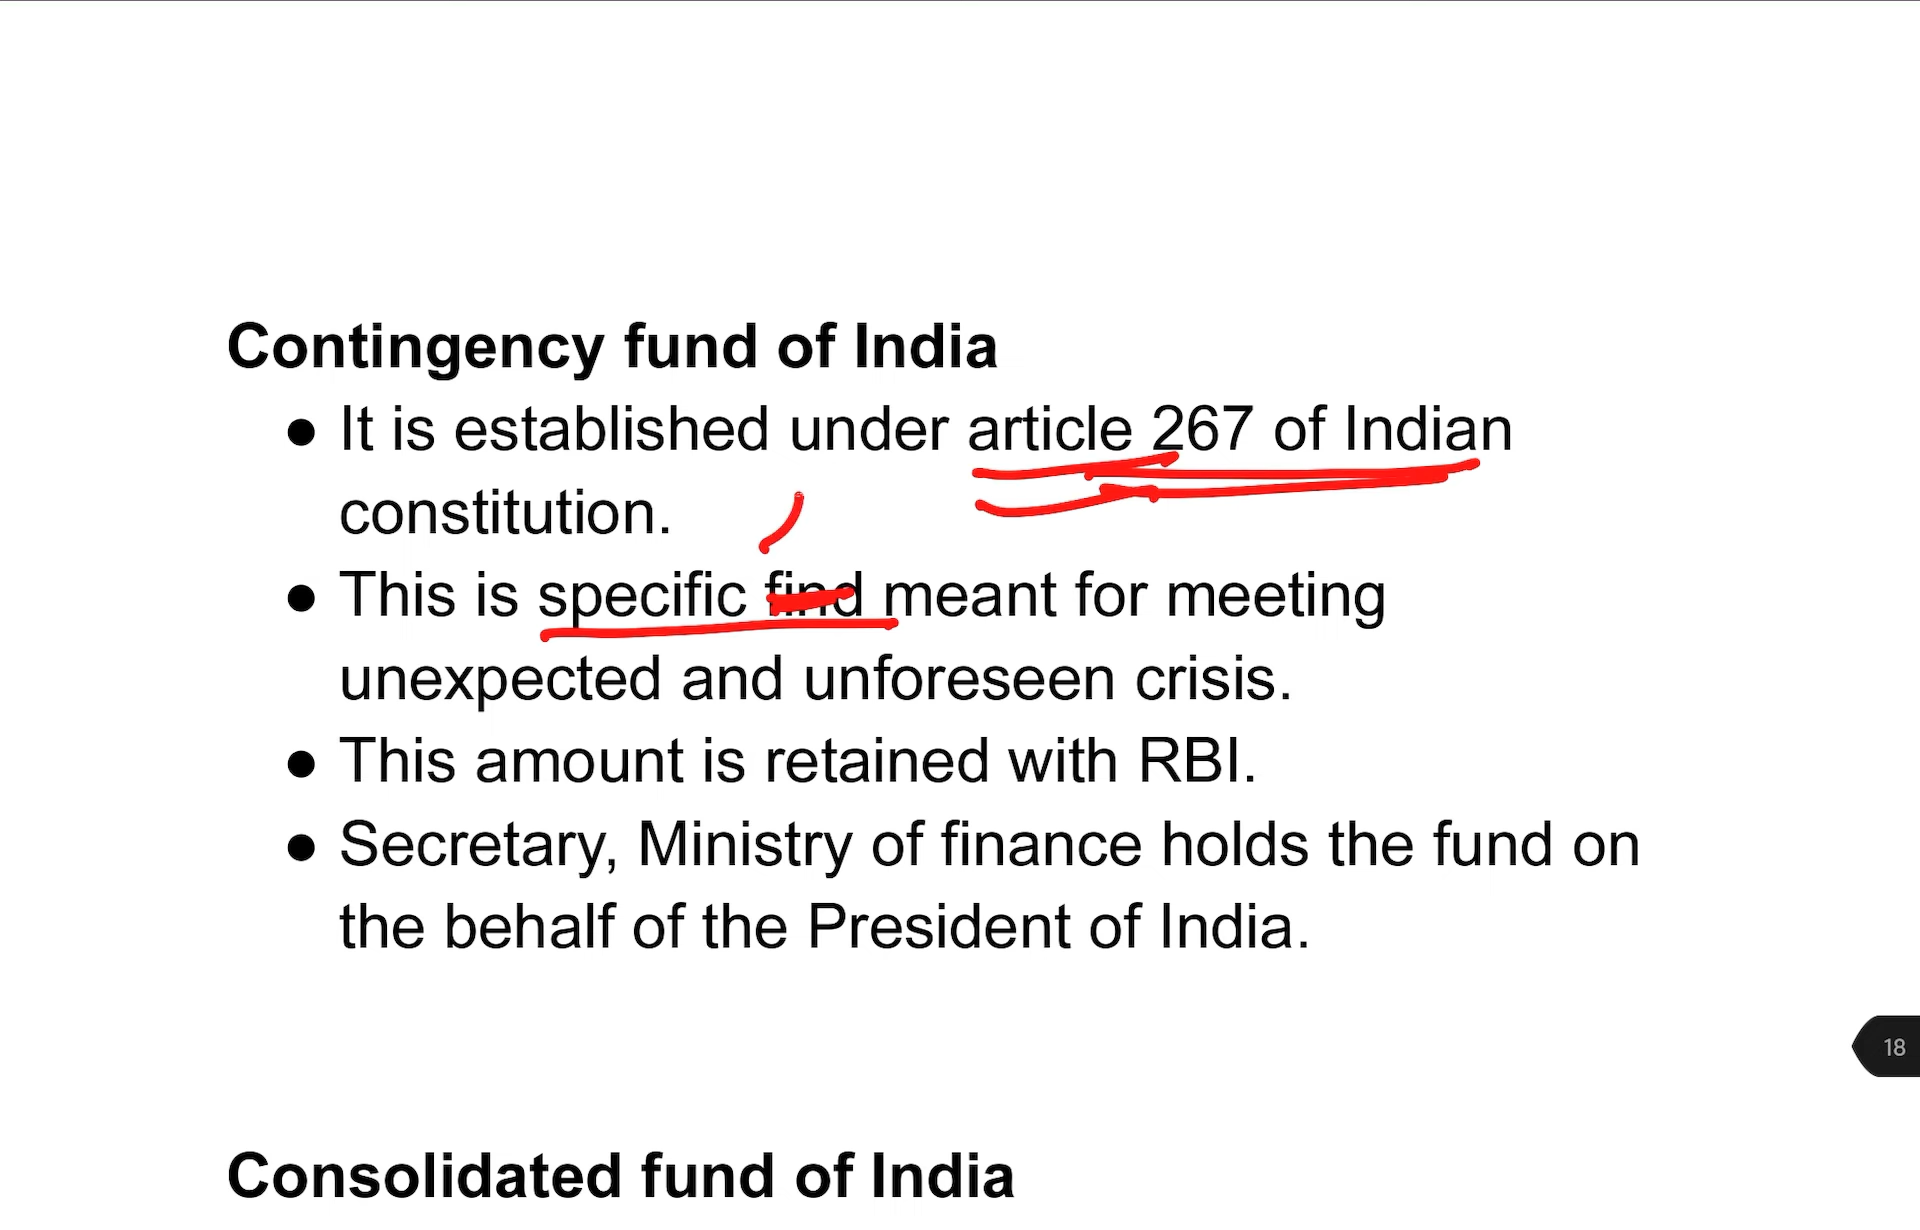 Contingency fund of India
● It is established under article 267 of Indian
constitution.
● This is specific find meant for meeting
unexpected and unforeseen crisis.
● This amount is retained with RBI.
● Secretary, Ministry of finance holds the fund on
the behalf of the President of India.
18
Consolidated fund of India